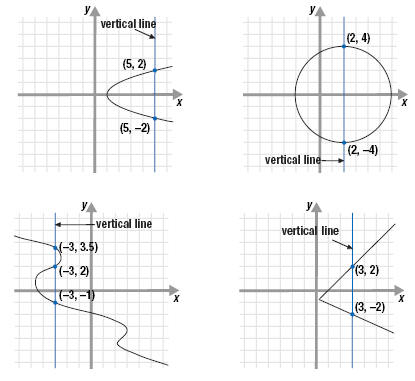 y
vertical line
(5, 2)
(5, –2)
x
y
(2, 4)
x
(2, –4)
vertical line
y
vertical line
(–3, 3.5)
(–3, 2)
(–3, –1)
x
y
vertical line
(3, 2)
(3, –2)
x